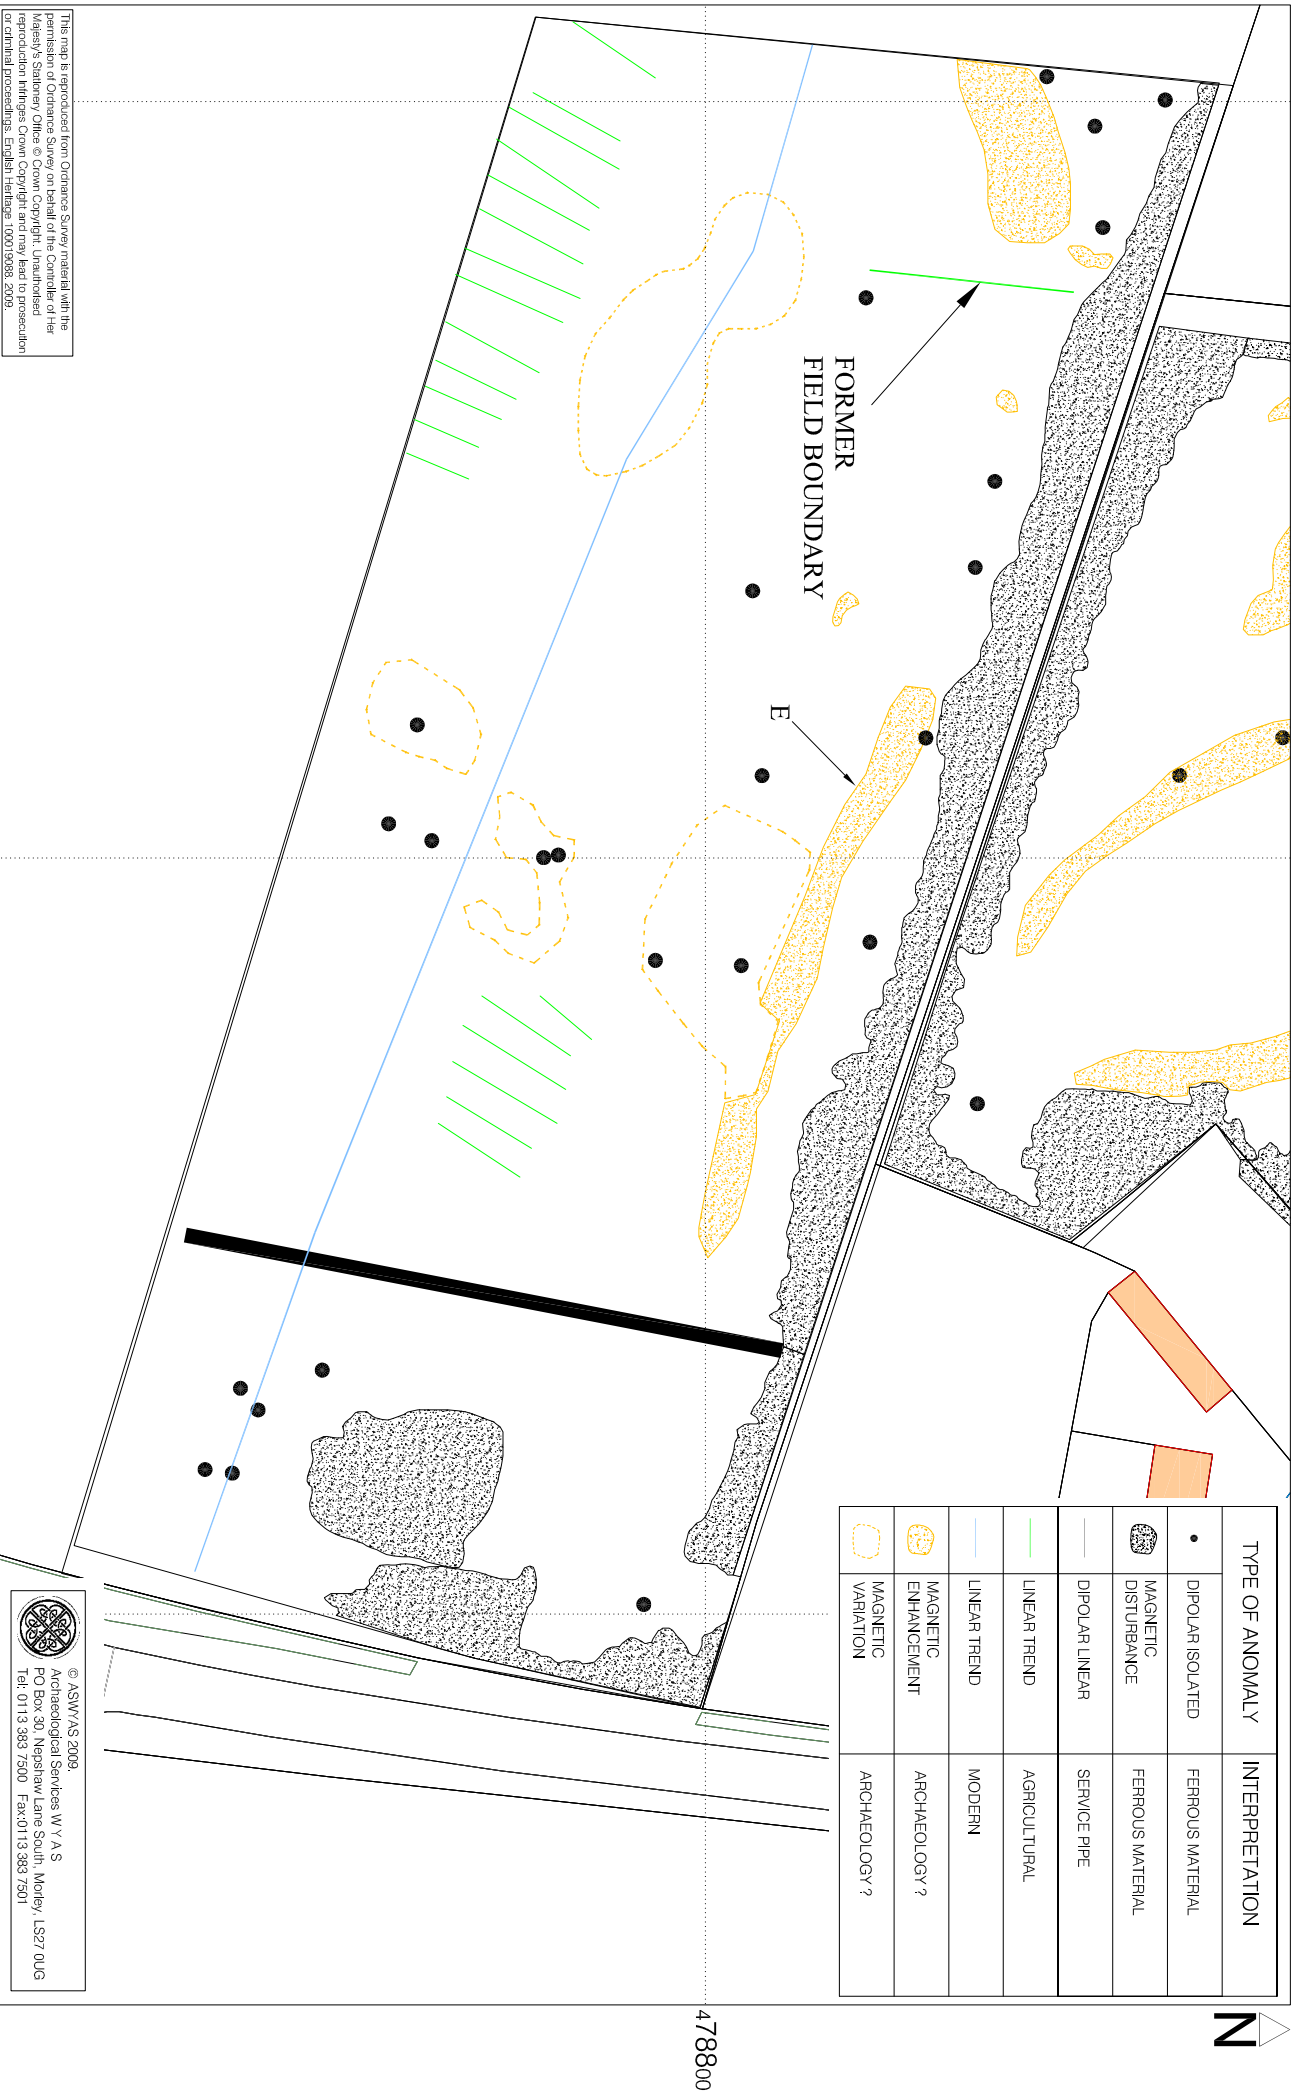 This map is reproduced from Ordnance Survey material with the
permission of Ordnance Survey on behalf of the Controller of Her
Majesty's Stationery Office © Crown Copyright. Unauthorised
reproduction infringes Crown Copyright and may lead to prosecution
or criminal proceedings. English Heritage 100019088. 2009.
FORMER
FIELD BOUNDARY
E
TYPE OF ANOMALY INTERPRETATION
DIPOLAR ISOLATED FERROUS MATERIAL
MAGNETIC
DISTURBANCE FERROUS MATERIAL
DIPOLAR LINEAR SERVICE PIPE
LINEAR TREND AGRICULTURAL
LINEAR TREND MODERN
MAGNETIC
ENHANCEMENT ARCHAEOLOGY?
MAGNETIC
VARIATION ARCHAEOLOGY?
© ASWYAS 2009.
Archaeological Services W Y A S
PO Box 30, Nepshaw Lane South, Morley, LS27 0UG
Tel: 0113 383 7500 Fax:0113 383 7501
N
478800